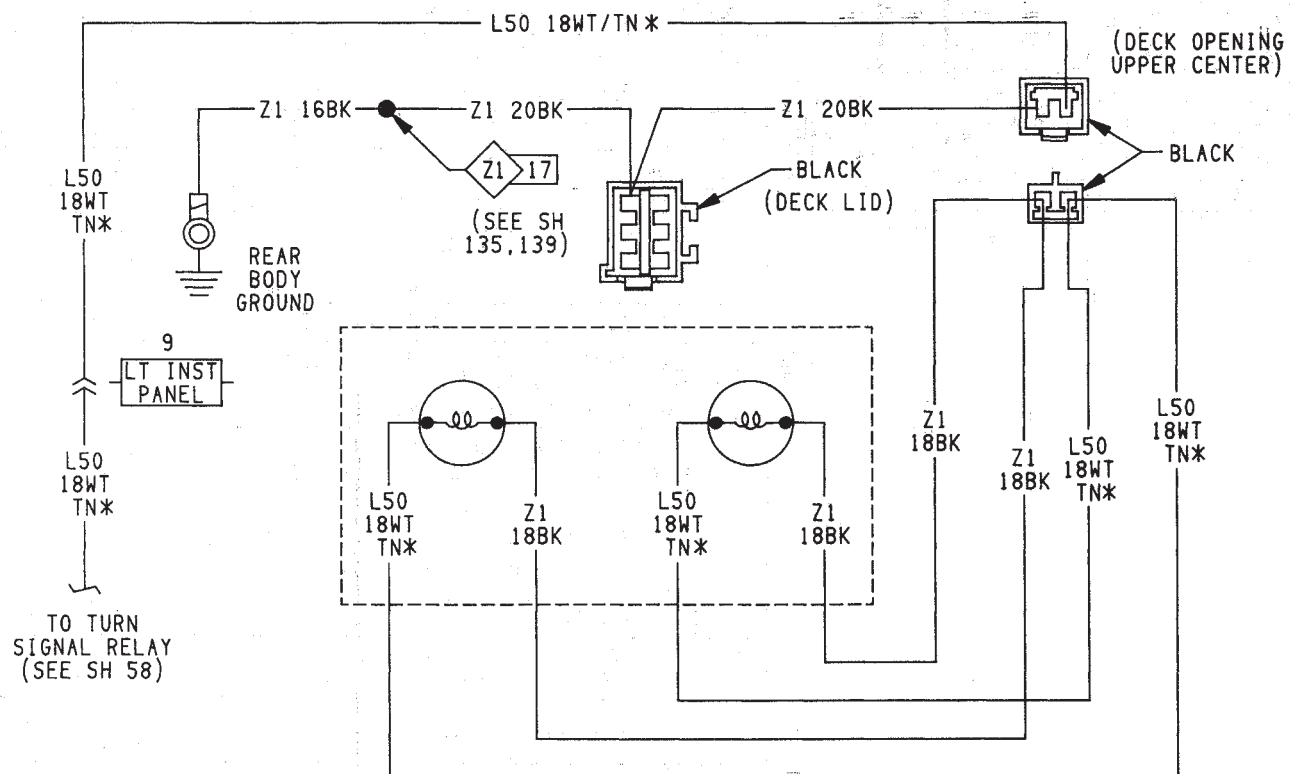 L50 18WT/TN*
(DECK OPENING
UPPER CENTER)
Z1 16BK
Z1 20BK
Z1 20BK
BLACK
Z1 17
BLACK
(DECK LID)
L50
18WT
TN*
(SEE SH
135,139)
REAR
BODY
GROUND
9
LT INST
PANEL
L50
18WT
TN*
L50
18WT
TN*
Z1
18BK
L50
18WT
TN*
Z1
18BK
Z1
18BK
Z1
18BK
L50
18WT
TN*
L50
18WT
TN*
TO TURN
SIGNAL RELAY
(SEE SH 58)